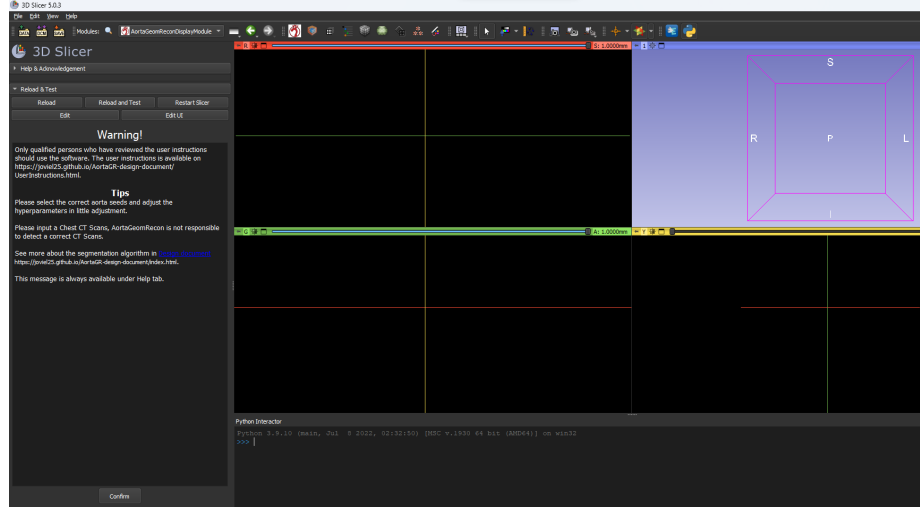 3D Slicer 5.0.3
File Edit View Help
DATA DCM SAVE Modules: AortaGeomReconDisplayModule
3D Slicer
Help & Acknowledgement
Reload & Test
Reload Reload and Test Restart Slicer
Edit Edit UI
Warning!
Only qualified persons who have reviewed the user instructions
should use the software. The user instructions is available on
https://joviel25.github.io/AortaGR-design-document/
UserInstructions.html.
Tips
Please select the correct aorta seeds and adjust the
hyperparameters in little adjustment.
Please input a Chest CT Scans, AortaGeomRecon is not responsible
to detect a correct CT Scans.
See more about the segmentation algorithm in
https://joviel25.github.io/AortaGR-design-document/index.html.
This message is always available under Help tab.
Confirm
R S: 1.0000mm
1
S
R P L
I
G A: 1.0000mm
Y
Python Interactor
Python 3.9.10 (main, Jul 8 2022, 02:32:50) [MSC v.1930 64 bit (AMD64)] on win32
>>>